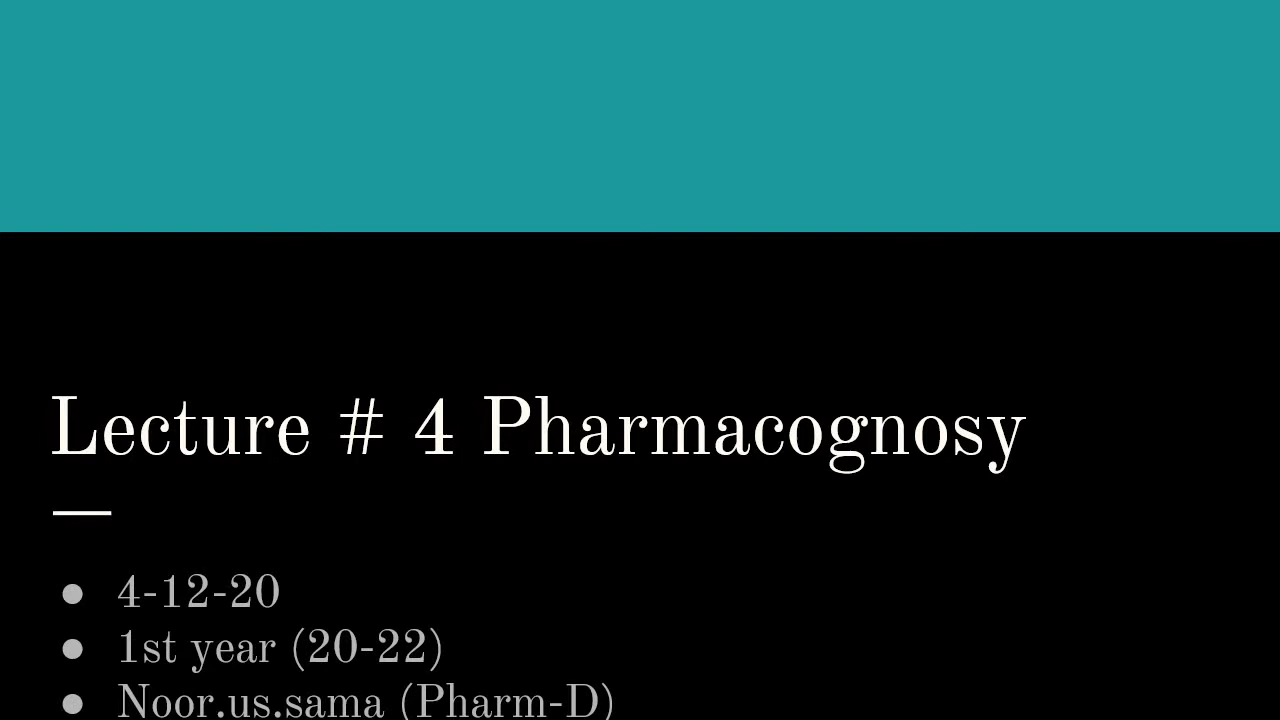 Lecture # 4 Pharmacognosy
● 4-12-20
● 1st year (20-22)
● Noor.us.sama (Pharm-D)